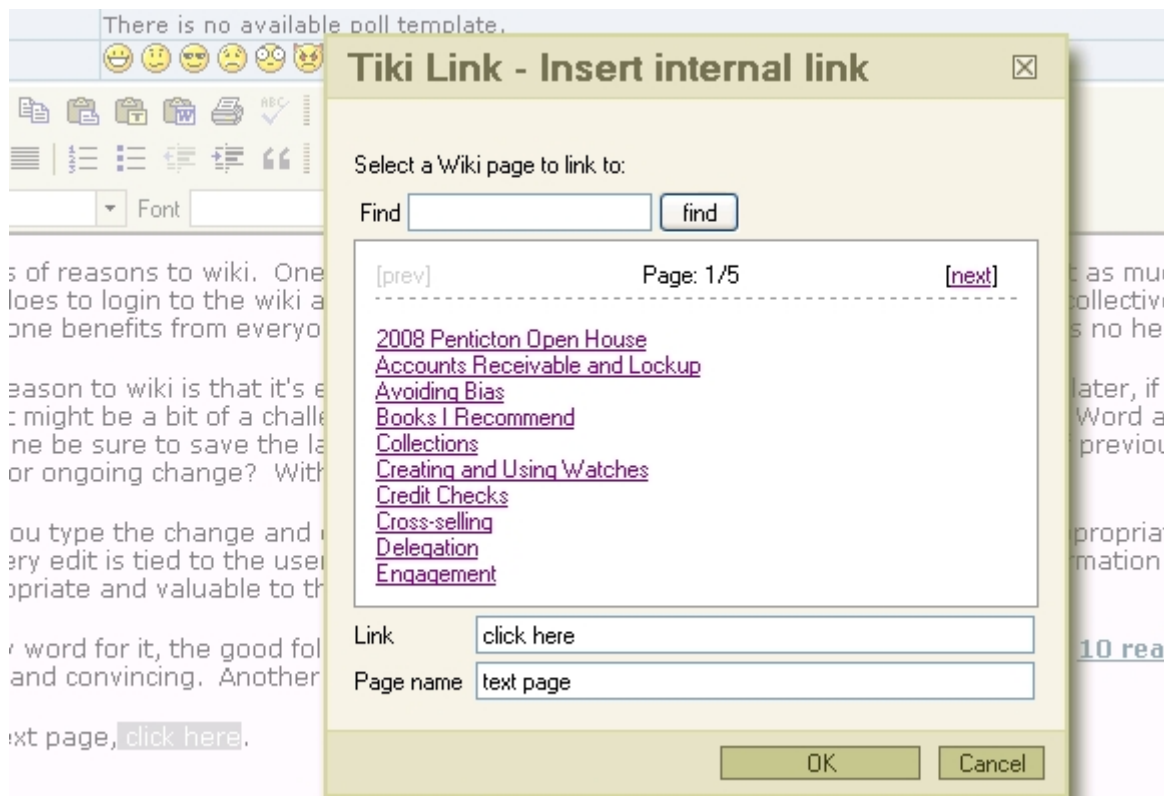 There is no available poll template.
Tiki Link - Insert internal link
ABC
Select a Wiki page to link to:
Font
Find
find
[prev]
Page: 1/5
[next]
2008 Penticton Open House
Accounts Receivable and Lockup
Avoiding Bias
Books I Recommend
Collections
Creating and Using Watches
Credit Checks
Cross-selling
Delegation
Engagement
Link
click here
Page name
text page
OK
Cancel
s of reasons to wiki. One
to login to the wiki a
one benefits from everyo
eason to wiki is that it's e
might be a bit of a challe
ne be sure to save the la
or ongoing change? With
ou type the change and
ery edit is tied to the user
opriate and valuable to th
word for it, the good fol
and convincing. Another
ext page, click here.
as muc
collective
s no he
later, if
Word a
previou
propriat
rmation
10 rea